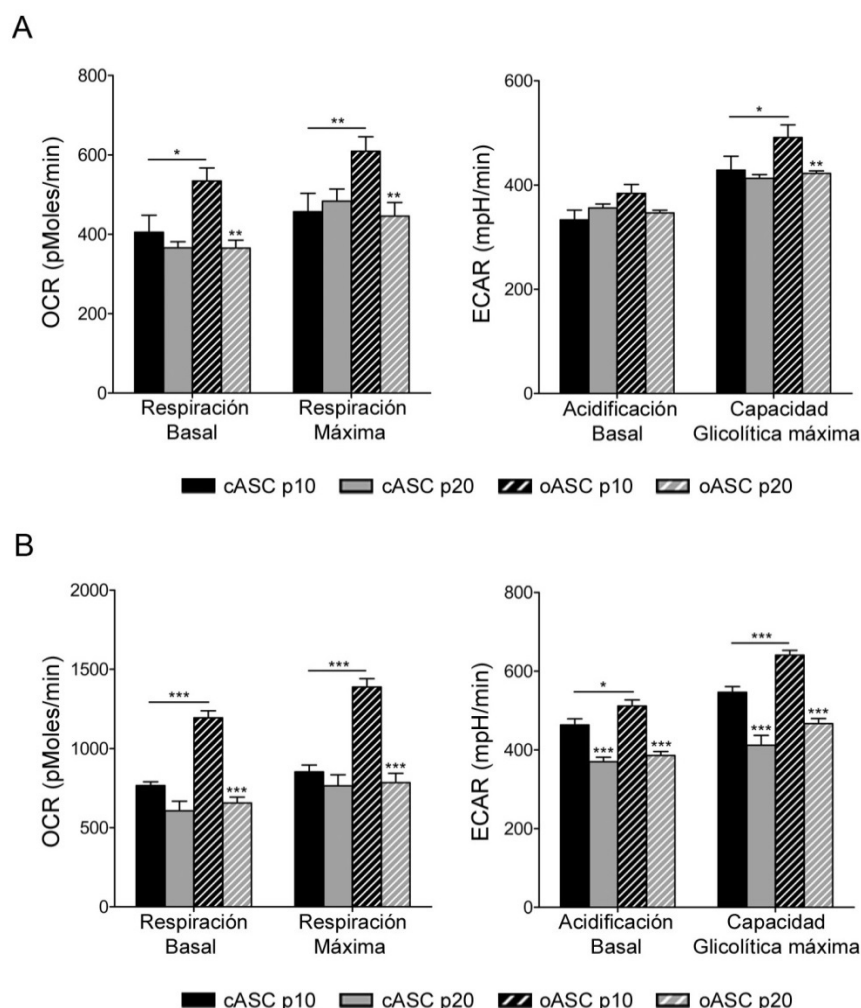 A
OCR (pMoles/min)
800
600
400
200
0
*
**
**
**
Respiración
Basal
Respiración
Máxima
ECAR (mpH/min)
600
400
200
0
*
**
Acidificación
Basal
Capacidad
Glicolítica máxima
cASC p10 cASC p20 oASC p10 oASC p20
B
OCR (pMoles/min)
2000
1500
1000
500
0
***
***
***
***
Respiración
Basal
Respiración
Máxima
ECAR (mpH/min)
800
600
400
200
0
*
***
***
***
***
***
Acidificación
Basal
Capacidad
Glicolítica máxima
cASC p10 cASC p20 oASC p10 oASC p20